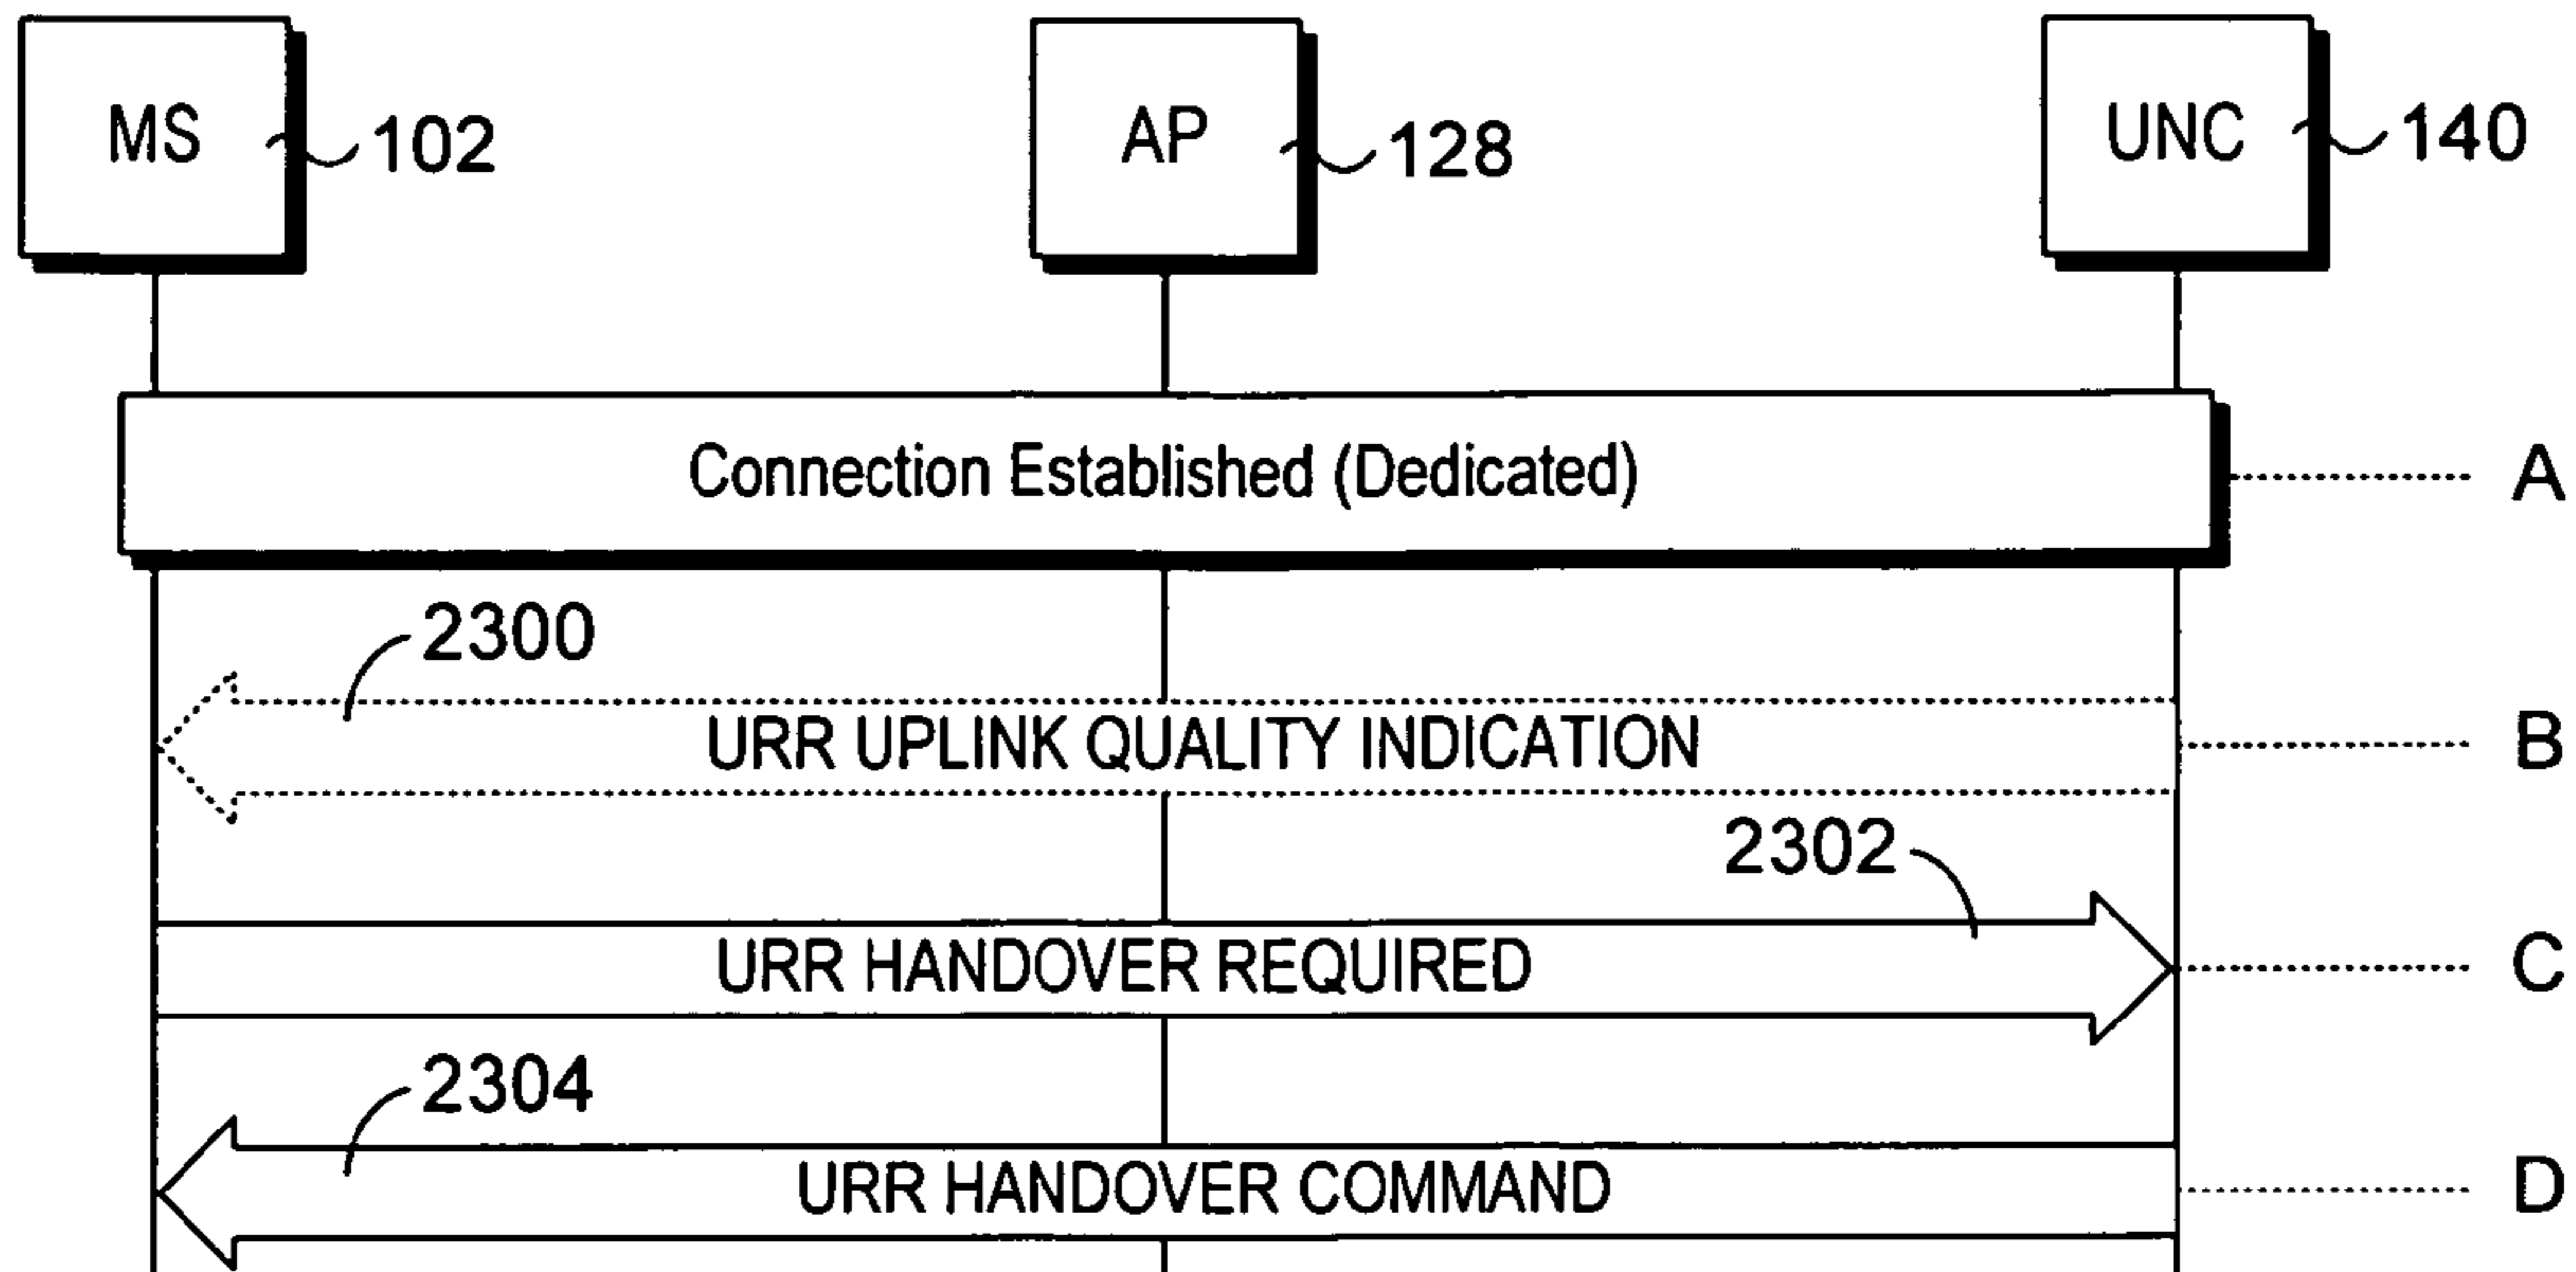 MS 102
AP 128
UNC 140
Connection Established (Dedicated) A
2300
URR UPLINK QUALITY INDICATION B
2302
URR HANDOVER REQUIRED C
2304
URR HANDOVER COMMAND D